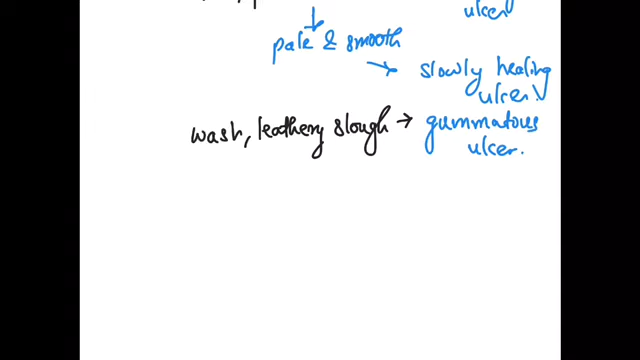 ulcer
pale & smooth
slowly healing
ulcer
wash, leathery slough → gummatous
ulcer.